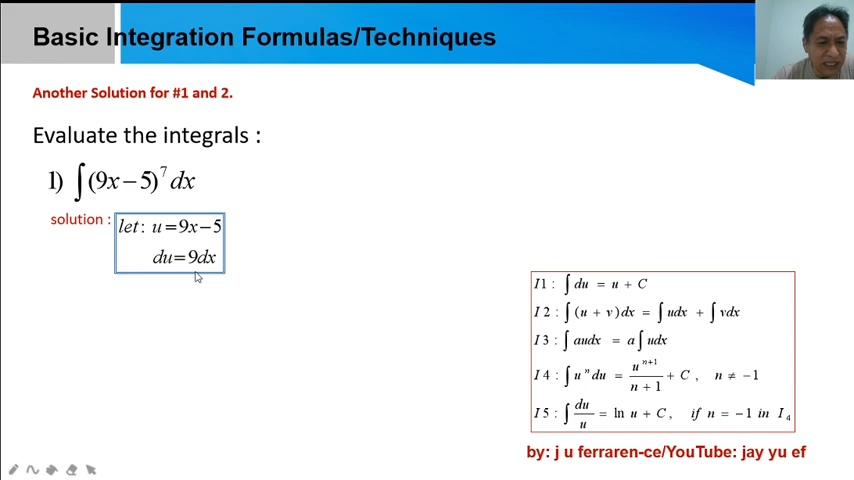 Basic Integration Formulas/Techniques
Another Solution for #1 and 2.
Evaluate the integrals :
1) ∫(9x−5)⁷ dx
solution :
let: u=9x−5
du=9dx
I1 : ∫ du = u + C
I2 : ∫ (u + v)dx = ∫ udx + ∫ vdx
I3 : ∫ audx = a∫ udx
I4 : ∫ uⁿ du = uⁿ⁺¹/(n+1) + C , n ≠ −1
I5 : ∫ du/u = ln u + C, if n = −1 in I₄
by: j u ferraren-ce/YouTube: jay yu ef